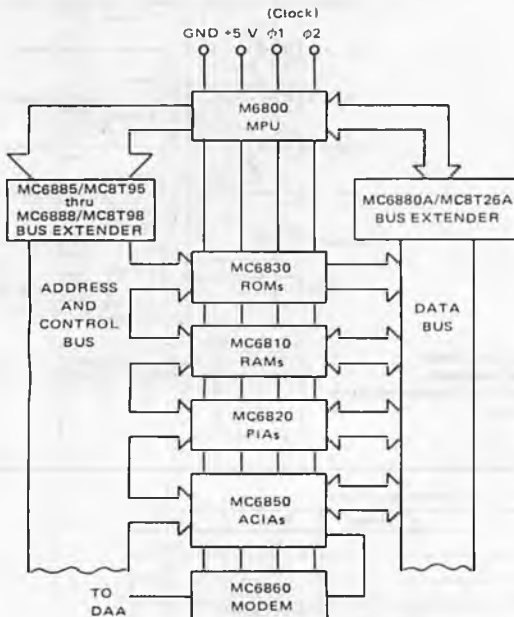 (Clock)
GND +5 V φ1 φ2
M6800
MPU
MC6885/MC8T95
thru
MC6888/MC8T98
BUS EXTENDER
MC6880A/MC8T26A
BUS EXTENDER
ADDRESS
AND
CONTROL
BUS
MC6830
ROMs
DATA
BUS
MC6810
RAMs
MC6820
PIAs
MC6850
ACIAs
TO
DAA
MC6860
MODEM